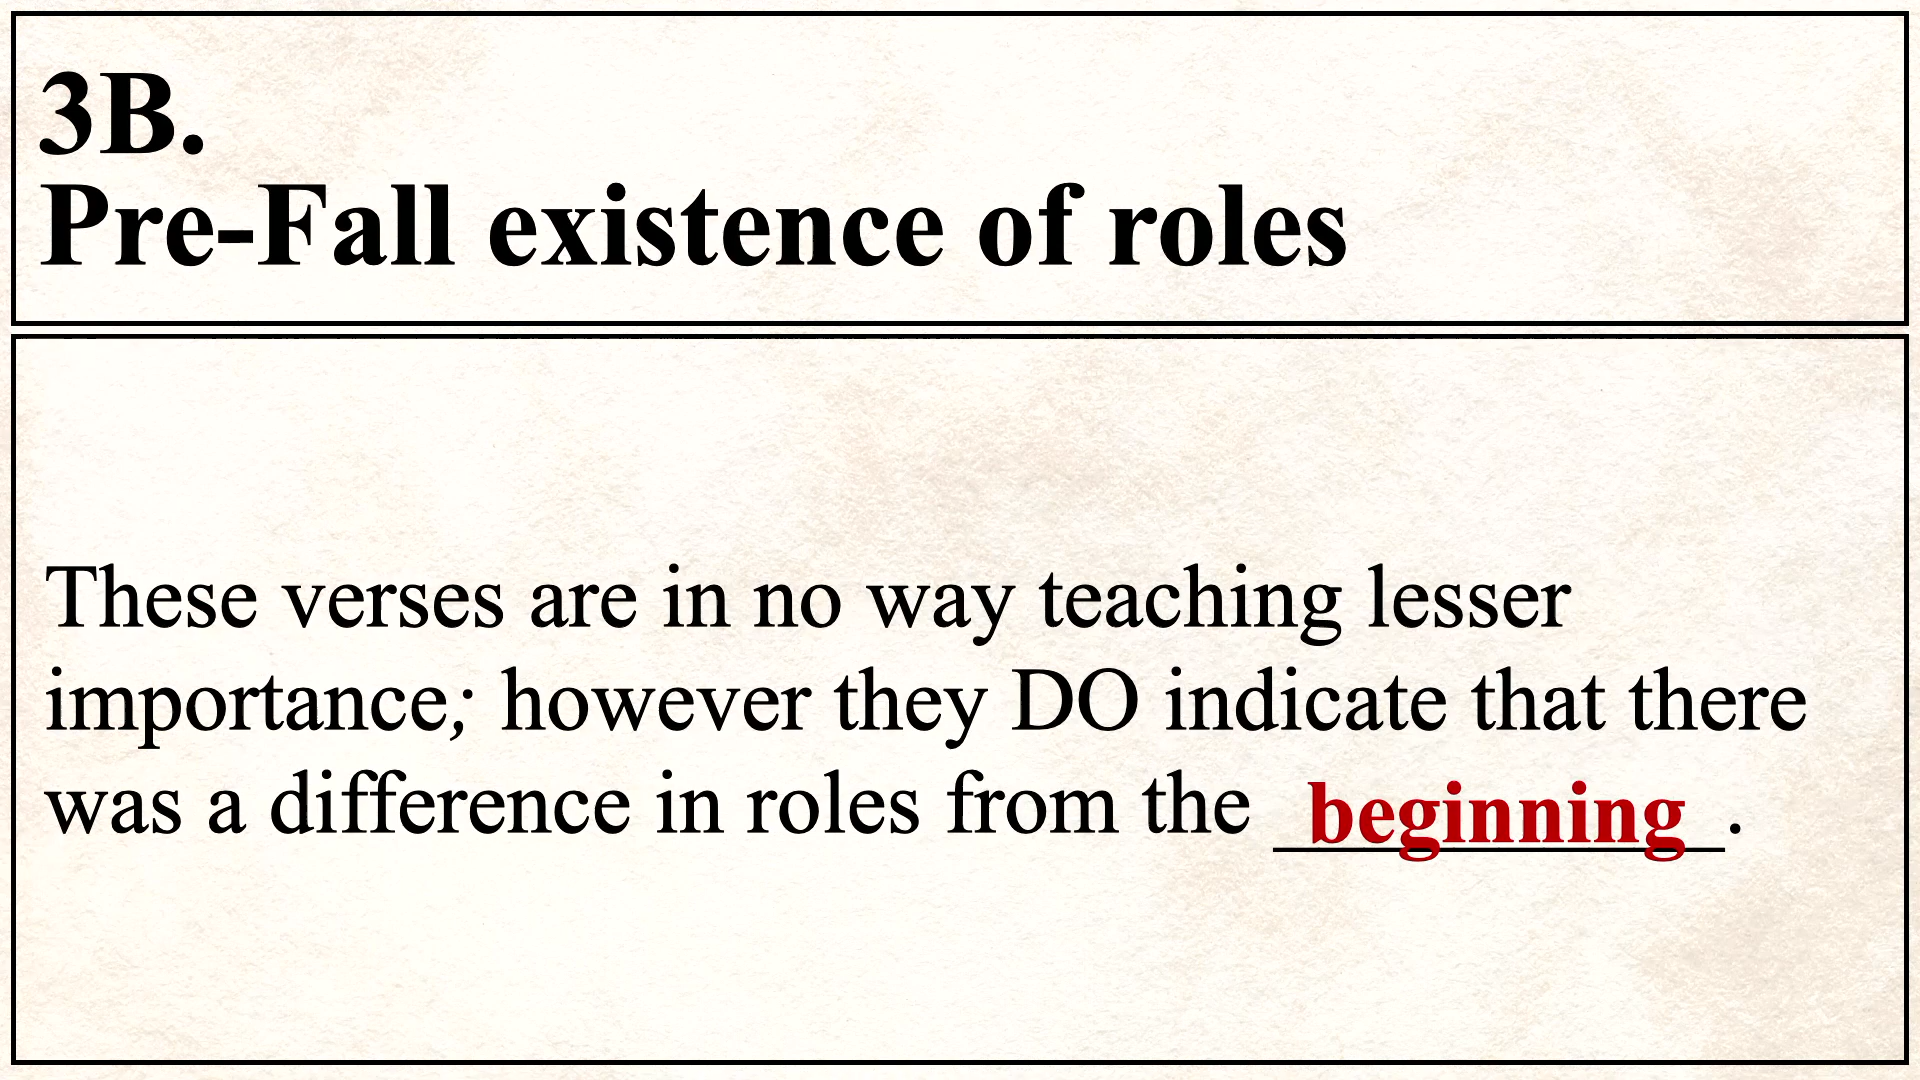 3B.
Pre-Fall existence of roles
These verses are in no way teaching lesser
importance; however they DO indicate that there
was a difference in roles from the beginning.